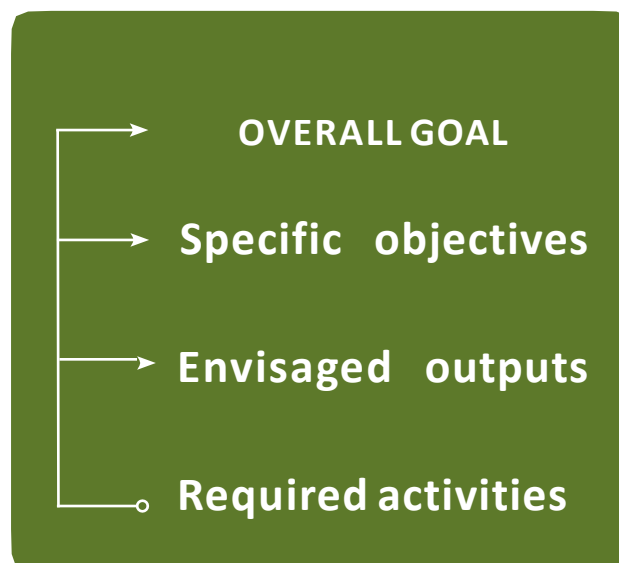 OVERALL GOAL
Specific objectives
Envisaged outputs
Required activities